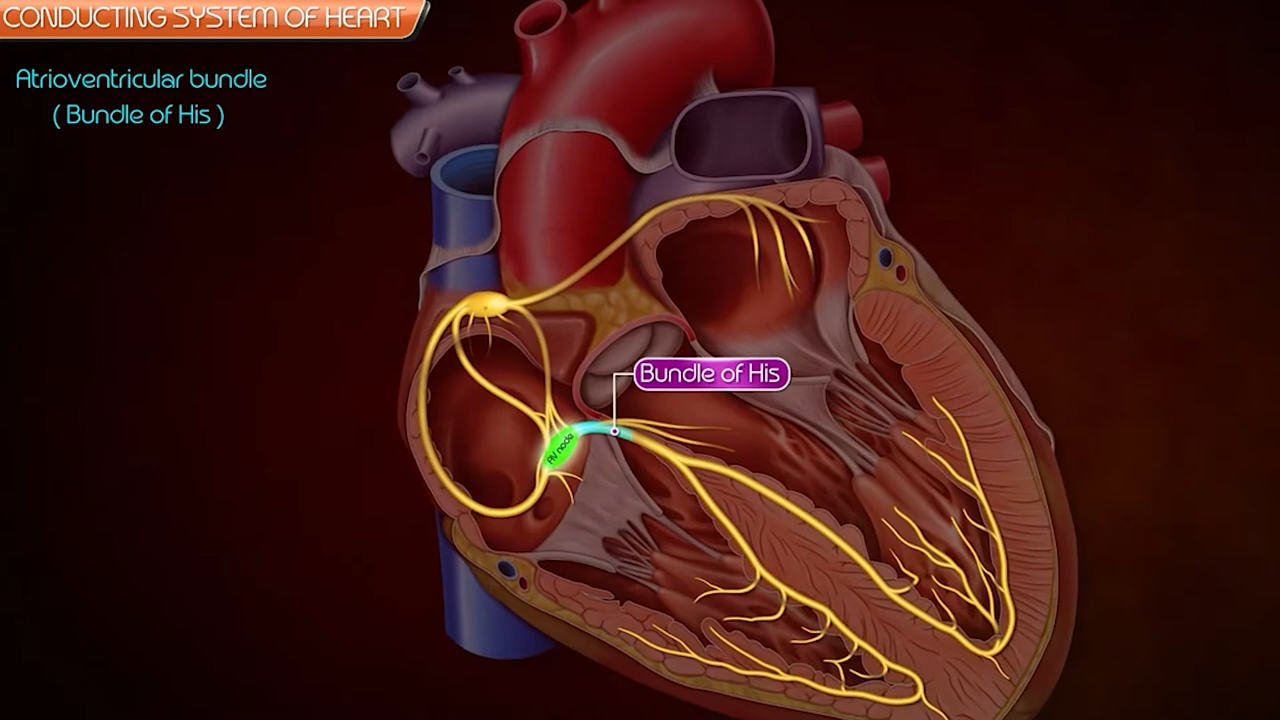 CONDUCTING SYSTEM OF HEART
Atrioventricular bundle
( Bundle of His )
Bundle of His
AV node